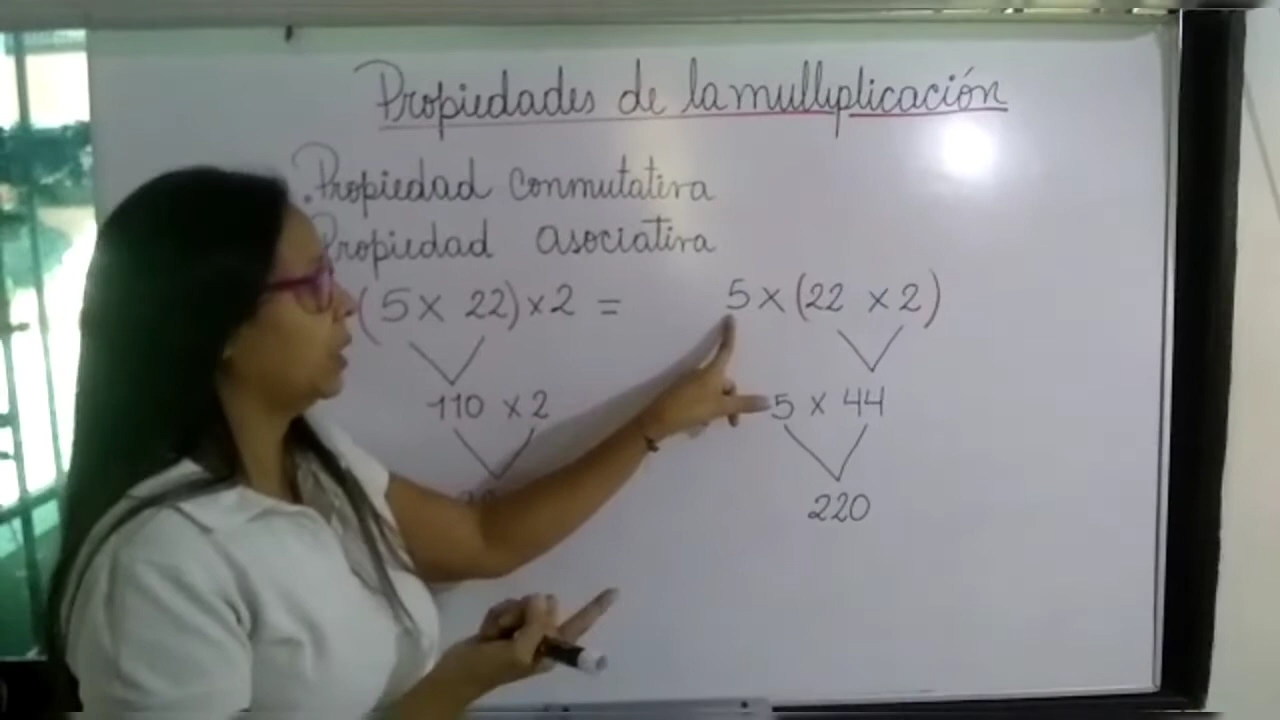 Propiedades de la multiplicación
. Propiedad conmutativa
Propiedad asociativa
(5 x 22) x 2 = 5 x (22 x 2)
110 x 2 5 x 44
220